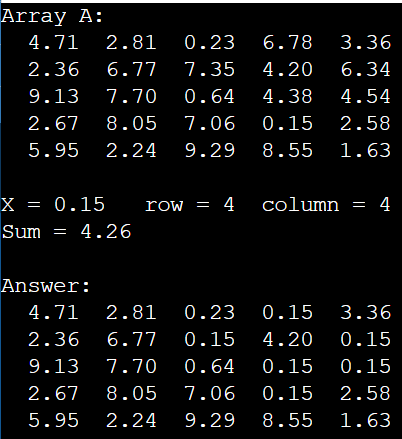 Array A:
4.71 2.81 0.23 6.78 3.36
2.36 6.77 7.35 4.20 6.34
9.13 7.70 0.64 4.38 4.54
2.67 8.05 7.06 0.15 2.58
5.95 2.24 9.29 8.55 1.63
X = 0.15 row = 4 column = 4
Sum = 4.26
Answer:
4.71 2.81 0.23 0.15 3.36
2.36 6.77 0.15 4.20 0.15
9.13 7.70 0.64 0.15 0.15
2.67 8.05 7.06 0.15 2.58
5.95 2.24 9.29 8.55 1.63